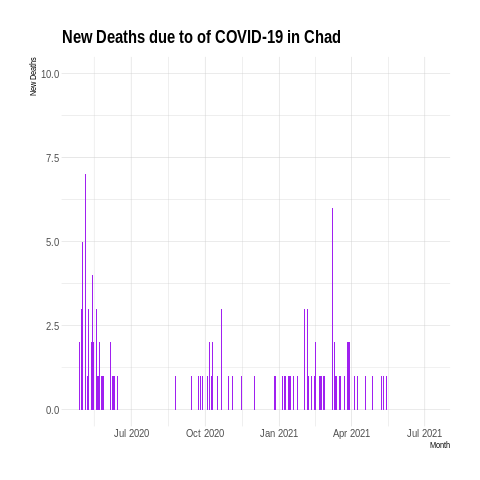 New Deaths due to of COVID-19 in Chad
New Deaths
10.0
7.5
5.0
2.5
0.0
Jul 2020 Oct 2020 Jan 2021 Apr 2021 Jul 2021
Month